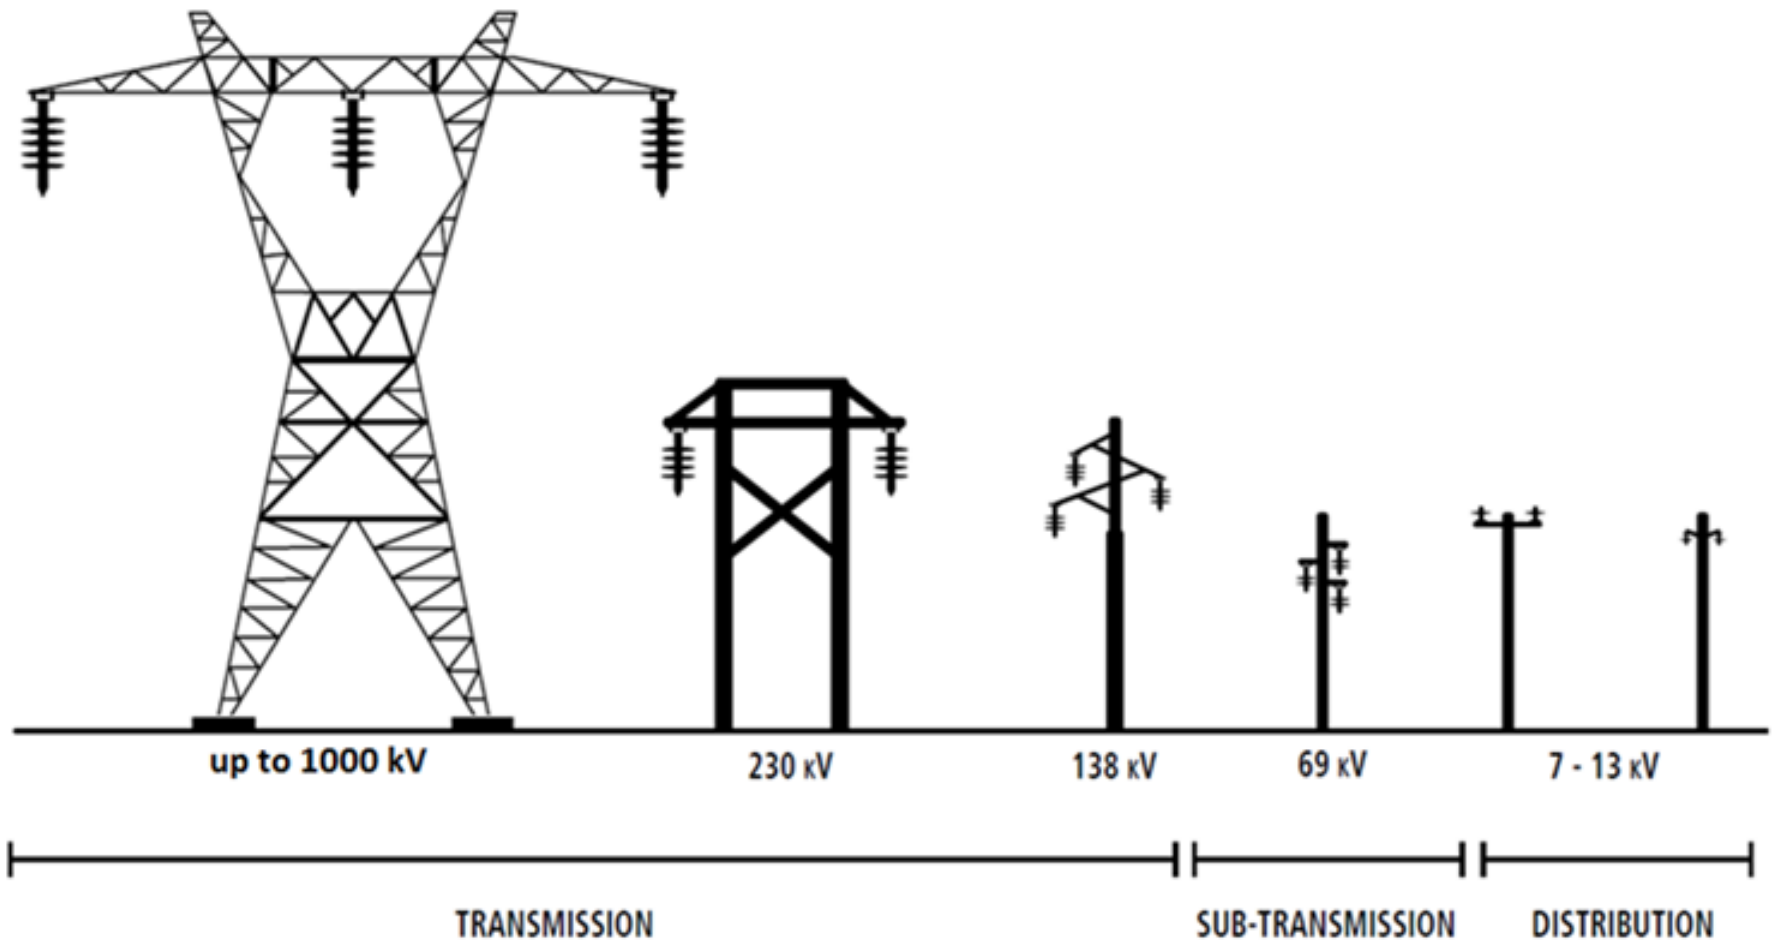 up to 1000 kV
230 KV
138 KV
69 KV
7 - 13 KV
TRANSMISSION
SUB-TRANSMISSION
DISTRIBUTION